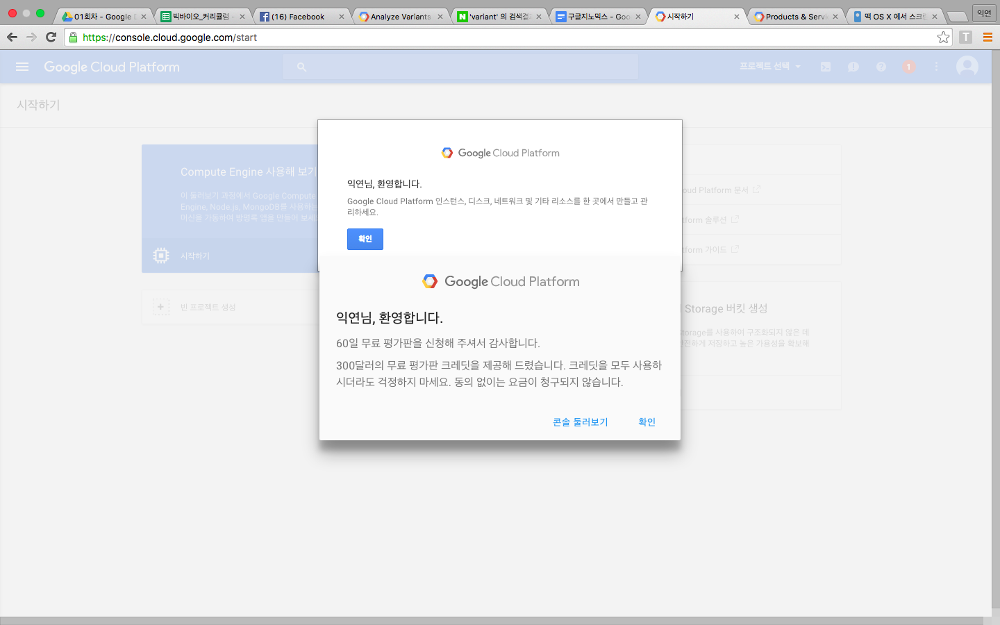 01회차 - Google D
빅바이오_커리큘럼 -
(16) Facebook
Analyze Variants
'variant' 의 검색결
구글지노믹스 - Goo
시작하기
Products & Servi
맥 OS X 에서 스크린
익연
https://console.cloud.google.com/start
T
Google Cloud Platform
프로젝트 선택
1
시작하기
Compute Engine 사용해 보기
이 둘러보기 과정에서 Google Compute
Engine, Node.js, MongoDB를 사용하는
머신을 가동하여 방명록 앱을 만들어 보세
시작하기
빈 프로젝트 생성
Google Cloud Platform
익연님, 환영합니다.
Google Cloud Platform 인스턴스, 디스크, 네트워크 및 기타 리소스를 한 곳에서 만들고 관
리하세요.
확인
Google Cloud Platform
익연님, 환영합니다.
60일 무료 평가판을 신청해 주셔서 감사합니다.
300달러의 무료 평가판 크레딧을 제공해 드렸습니다. 크레딧을 모두 사용하
시더라도 걱정하지 마세요. 동의 없이는 요금이 청구되지 않습니다.
콘솔 둘러보기
확인
oud Platform 문서
tform 솔루션
tform 가이드
Storage 버킷 생성
Storage를 사용하여 구조화되지 않은 데
안전하게 저장하고 높은 가용성을 확보해